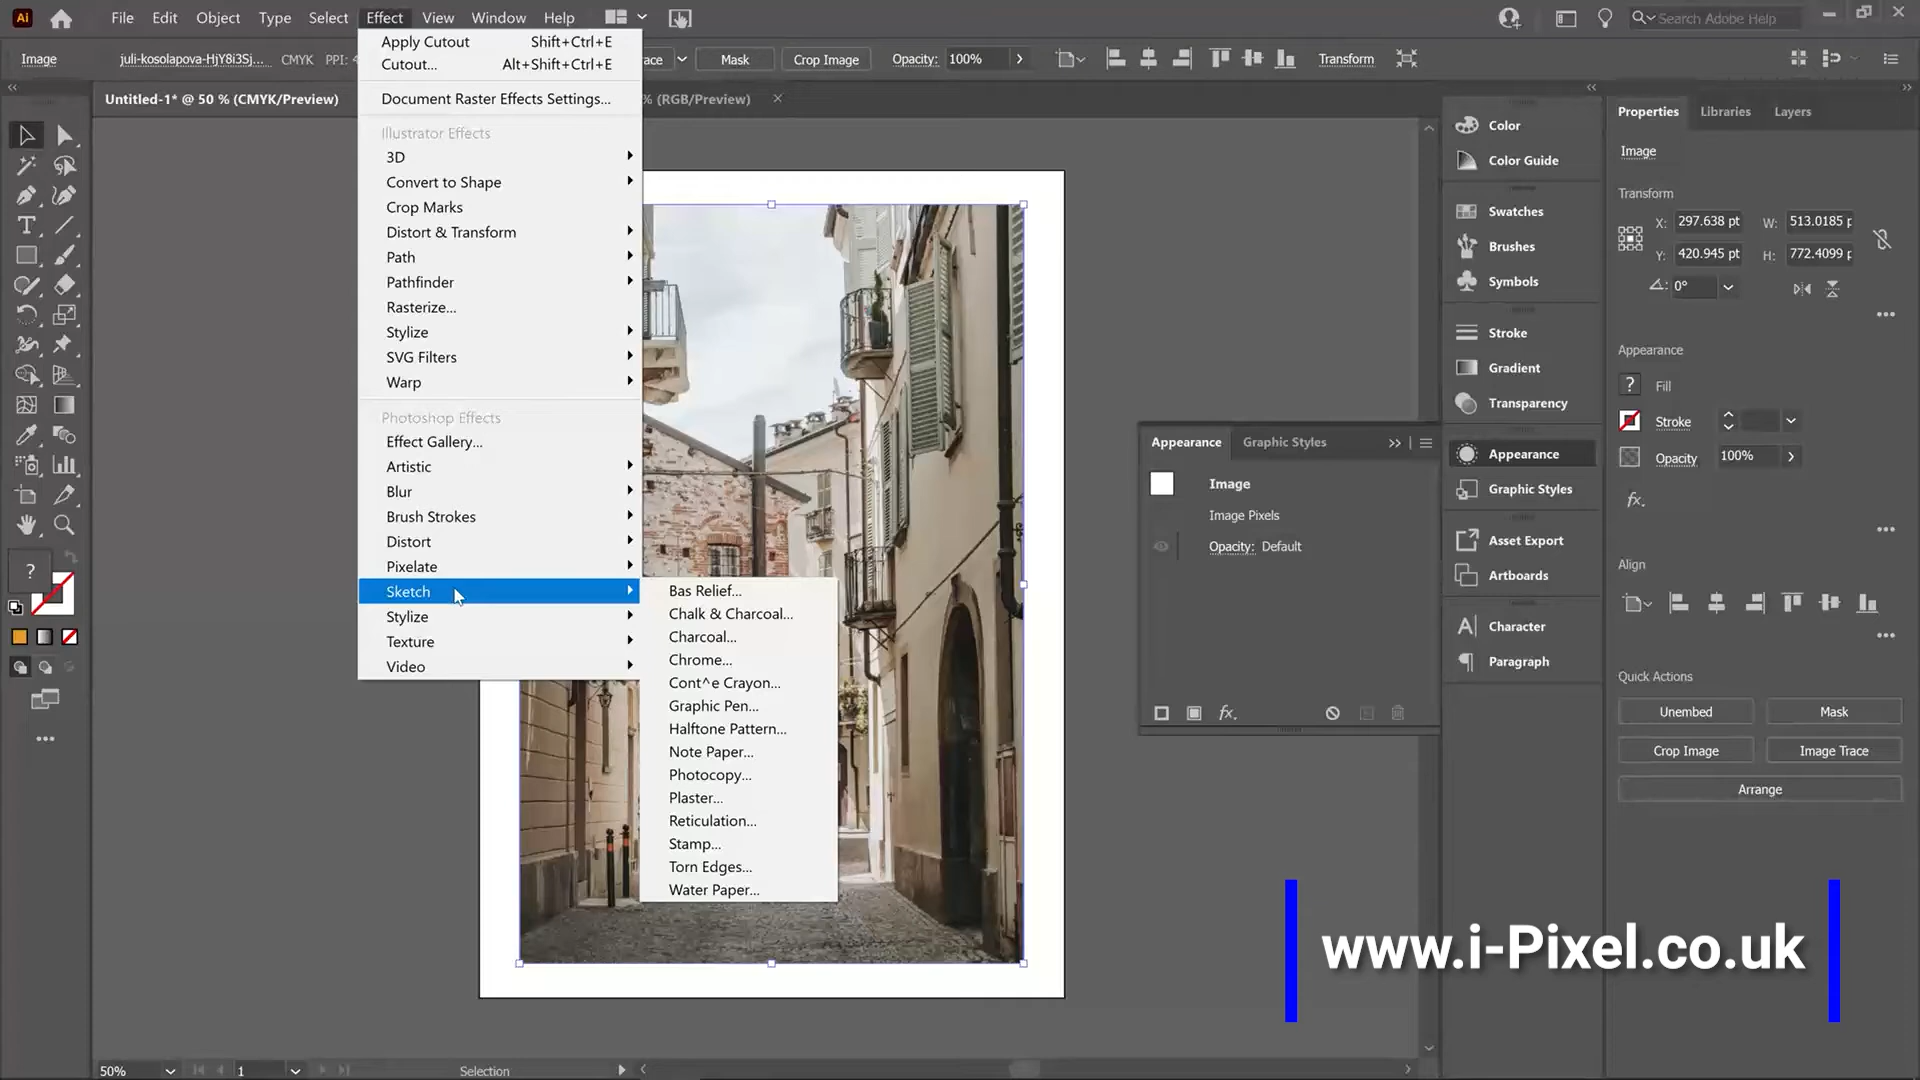 Ai File Edit Object Type Select Effect View Window Help Search Adobe Help
Image juli-kosolapova-HjY8i3Sj... CMYK PPI: Mask Crop Image Opacity: 100% Transform
Untitled-1* @ 50 % (CMYK/Preview) % (RGB/Preview)
Apply Cutout Shift+Ctrl+E
Cutout... Alt+Shift+Ctrl+E
Document Raster Effects Settings...
Illustrator Effects
3D
Convert to Shape
Crop Marks
Distort & Transform
Path
Pathfinder
Rasterize...
Stylize
SVG Filters
Warp
Photoshop Effects
Effect Gallery...
Artistic
Blur
Brush Strokes
Distort
Pixelate
Sketch
Stylize
Texture
Video
Bas Relief...
Chalk & Charcoal...
Charcoal...
Chrome...
Cont^e Crayon...
Graphic Pen...
Halftone Pattern...
Note Paper...
Photocopy...
Plaster...
Reticulation...
Stamp...
Torn Edges...
Water Paper...
Appearance Graphic Styles
Image
Image Pixels
Opacity: Default
fx.
Color
Color Guide
Swatches
Brushes
Symbols
Stroke
Gradient
Transparency
Appearance
Graphic Styles
Asset Export
Artboards
Character
Paragraph
Properties Libraries Layers
Image
Transform
X: 297.638 pt W: 513.0185 p
Y: 420.945 pt H: 772.4099 p
0°
Appearance
? Fill
Stroke
Opacity 100%
fx.
Align
Quick Actions
Unembed Mask
Crop Image Image Trace
Arrange
www.i-Pixel.co.uk
50% 1 Selection